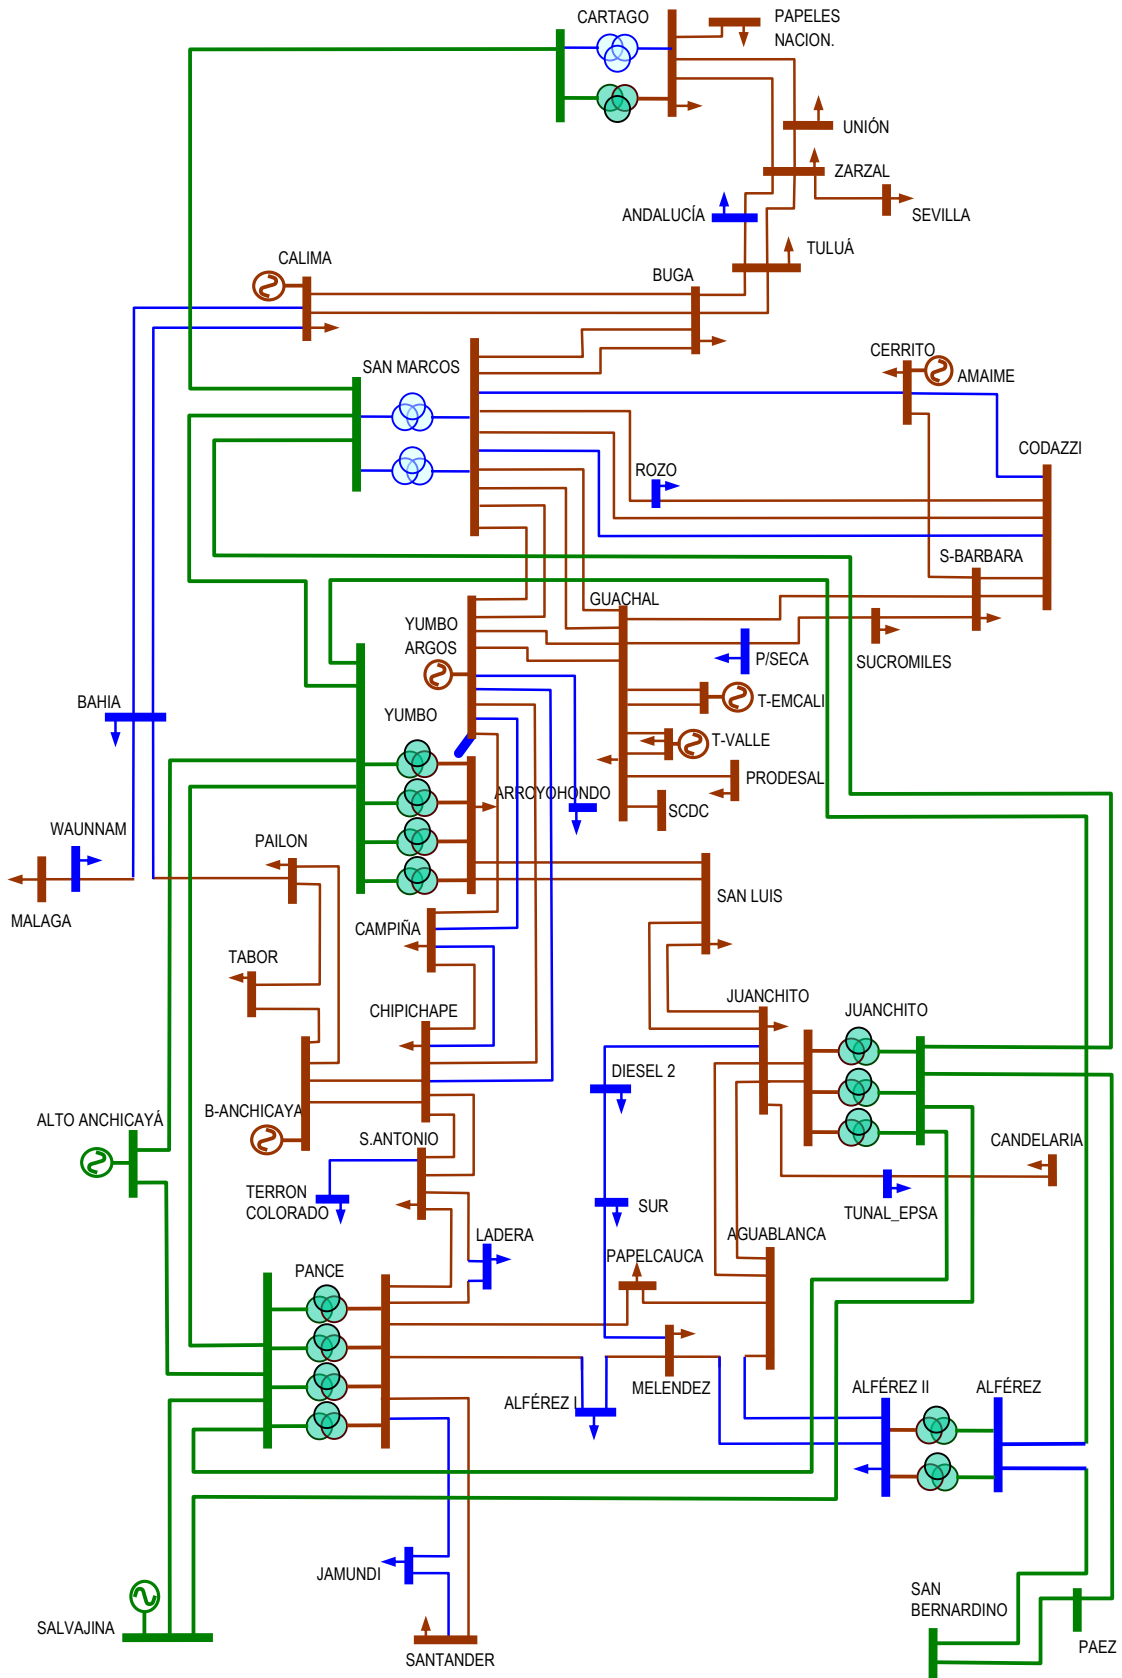 CARTAGO
PAPELES
NACION.
UNIÓN
ZARZAL
SEVILLA
ANDALUCÍA
TULUÁ
CALIMA
BUGA
SAN MARCOS
CERRITO
AMAIME
CODAZZI
ROZO
S-BARBARA
GUACHAL
YUMBO
ARGOS
P/SECA
SUCROMILES
BAHIA
T-EMCALI
YUMBO
T-VALLE
PRODESAL
ARROYOHONDO
SCDC
WAUNNAM
PAILON
SAN LUIS
MALAGA
CAMPIÑA
TABOR
JUANCHITO
JUANCHITO
CHIPICHAPE
DIESEL 2
B-ANCHICAYA
ALTO ANCHICAYÁ
S.ANTONIO
CANDELARIA
TERRON
COLORADO
SUR
TUNAL_EPSA
LADERA
AGUABLANCA
PAPELCAUCA
PANCE
MELENDEZ
ALFÉREZ II
ALFÉREZ
ALFÉREZ I
JAMUNDI
SAN
BERNARDINO
SALVAJINA
PAEZ
SANTANDER